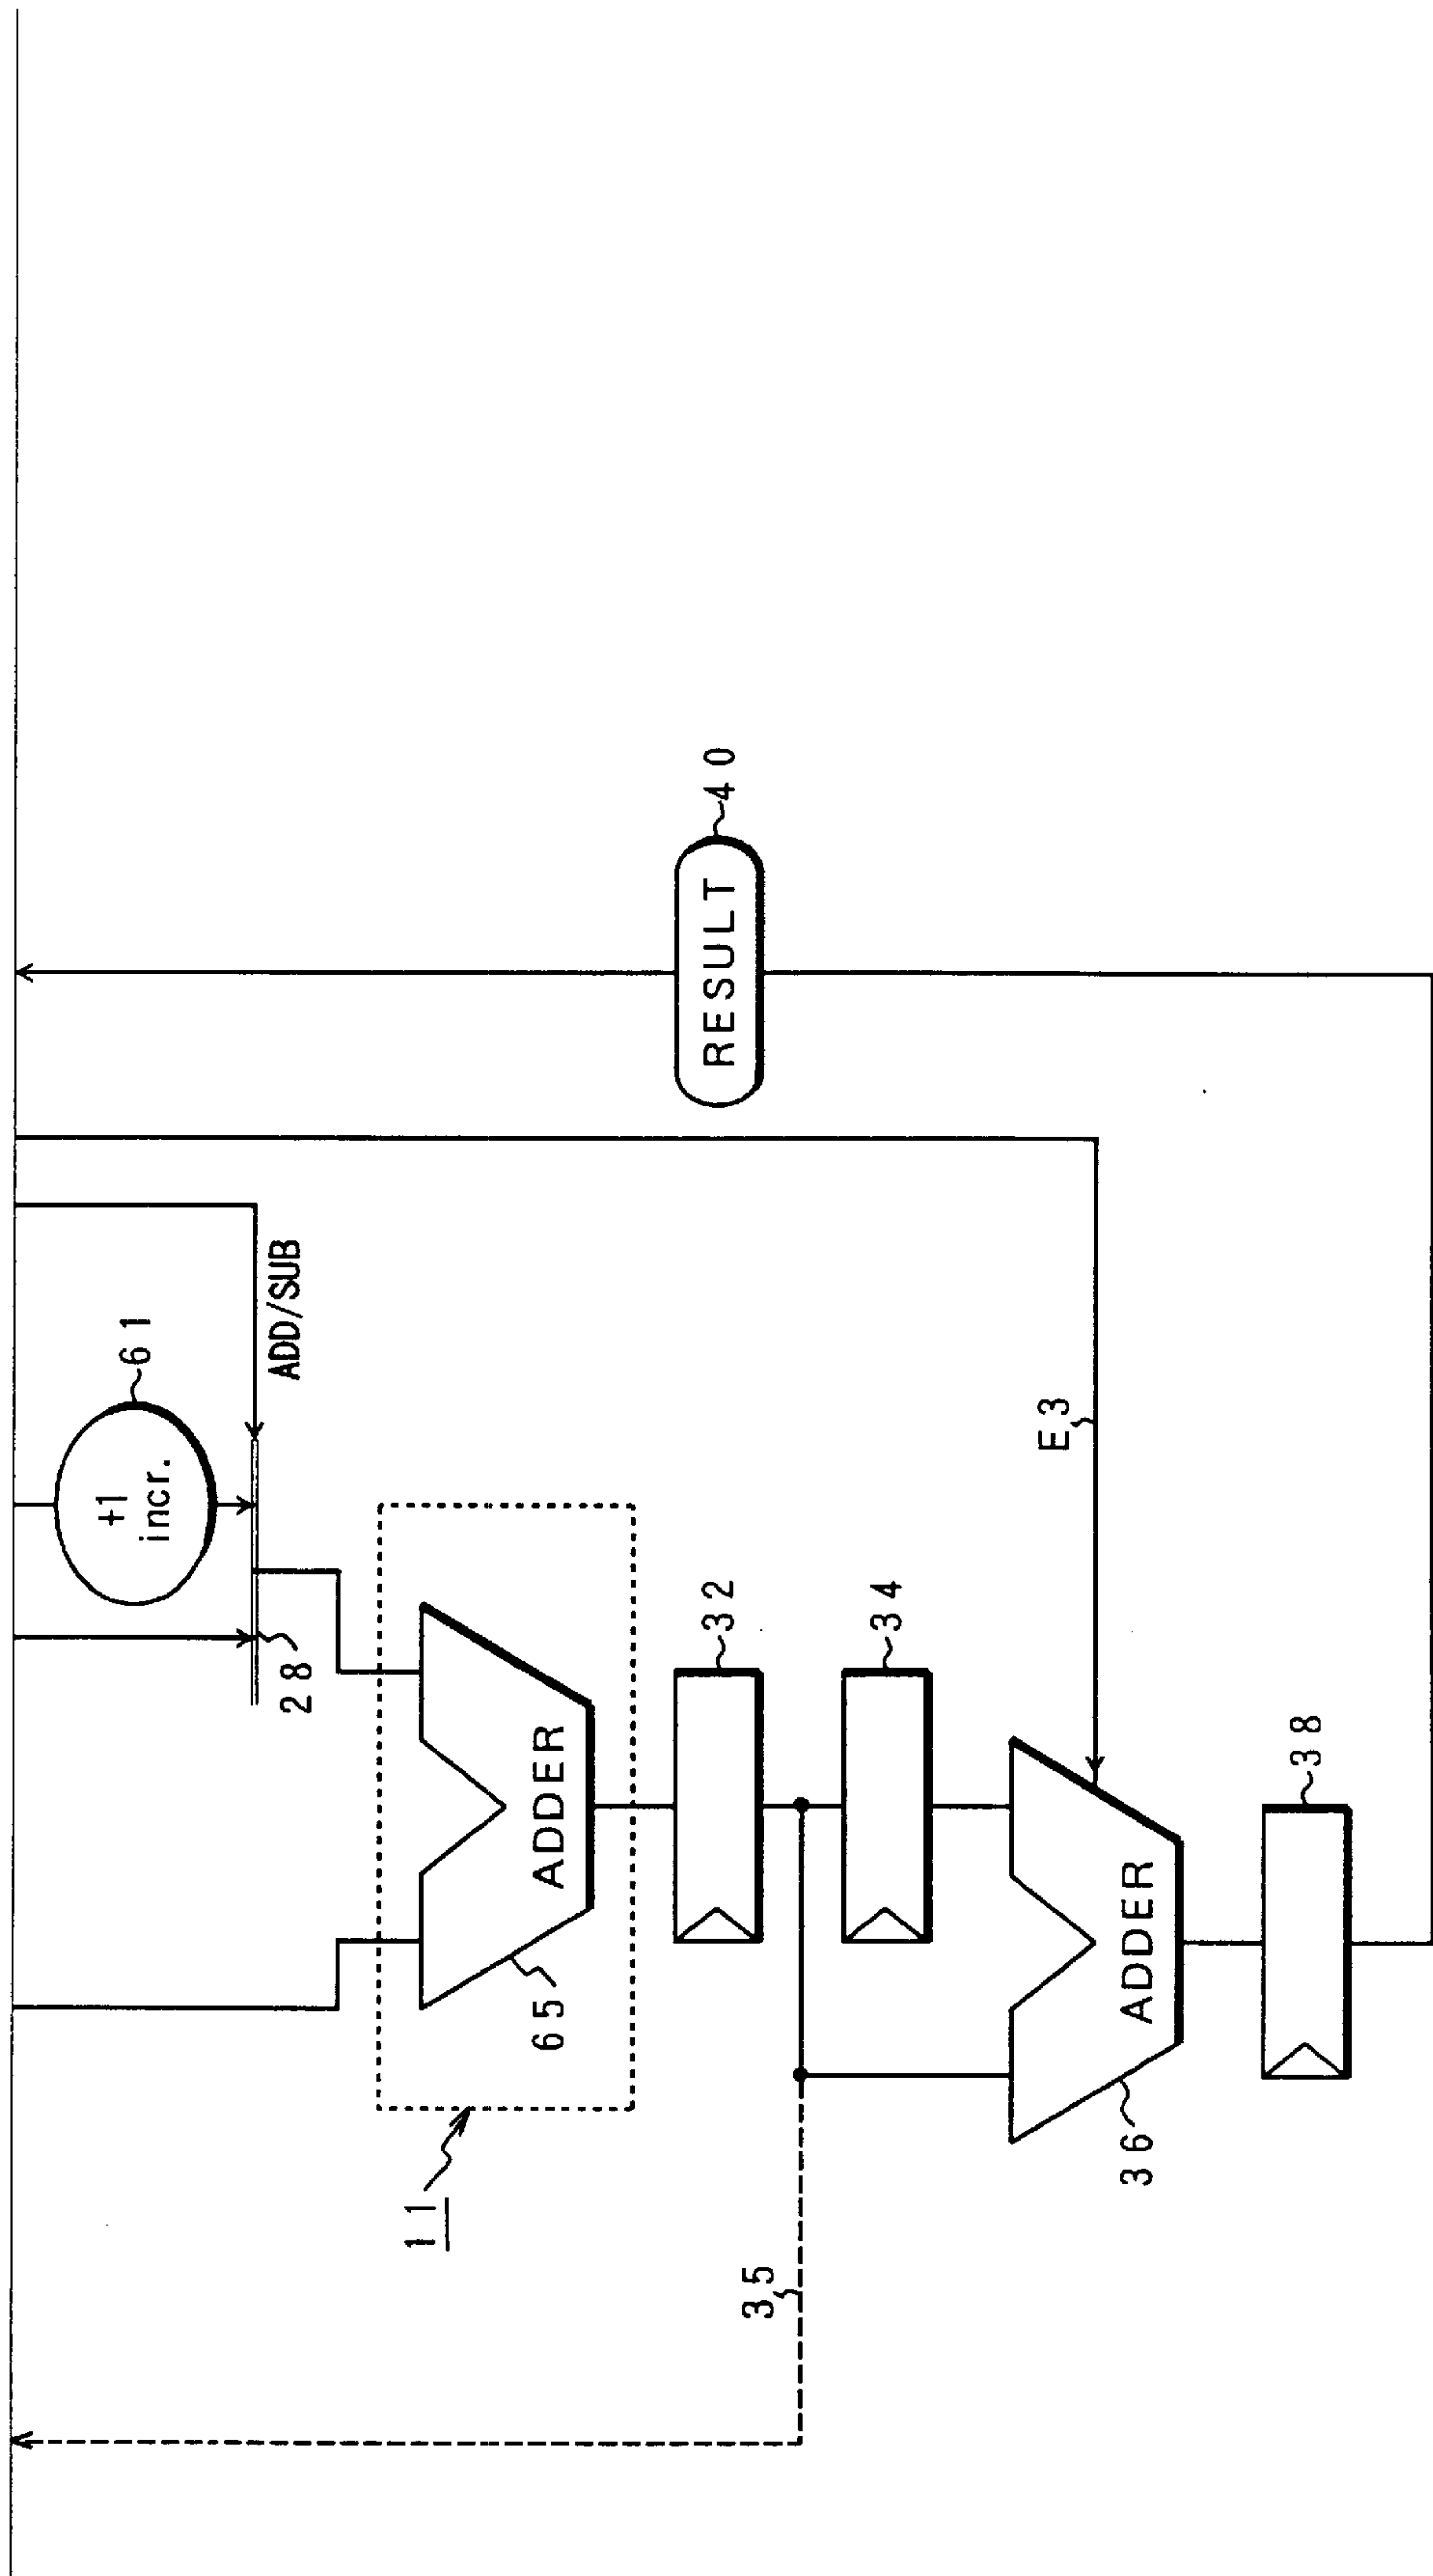 +1
incr.
61
ADD/SUB
28
11
65
ADDER
RESULT
40
32
35
34
E3
36
ADDER
38